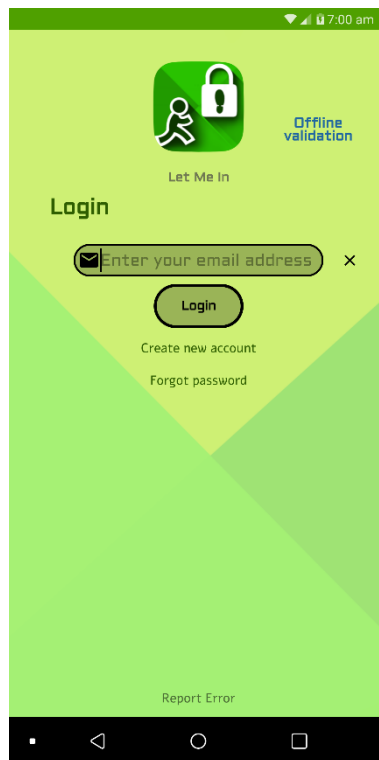 7:00 am
Offline
validation
Let Me In
Login
Enter your email address
Login
Create new account
Forgot password
Report Error